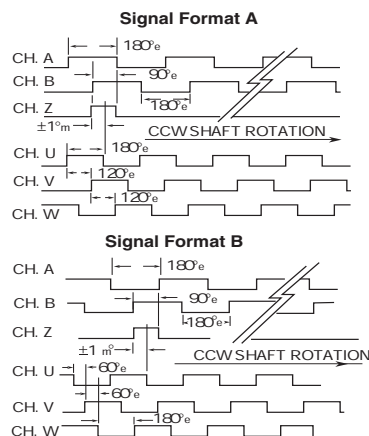 Signal Format A
CH. A
180°e
CH. B
90°e
180°e
CH. Z
±1°m
CCW SHAFT ROTATION
180°e
CH. U
120°e
CH. V
120°e
CH. W
Signal Format B
CH. A
180°e
CH. B
90°e
180°e
CH. Z
±1 m°
CCW SHAFT ROTATION
CH. U
60°e
60°e
CH. V
180°e
CH. W